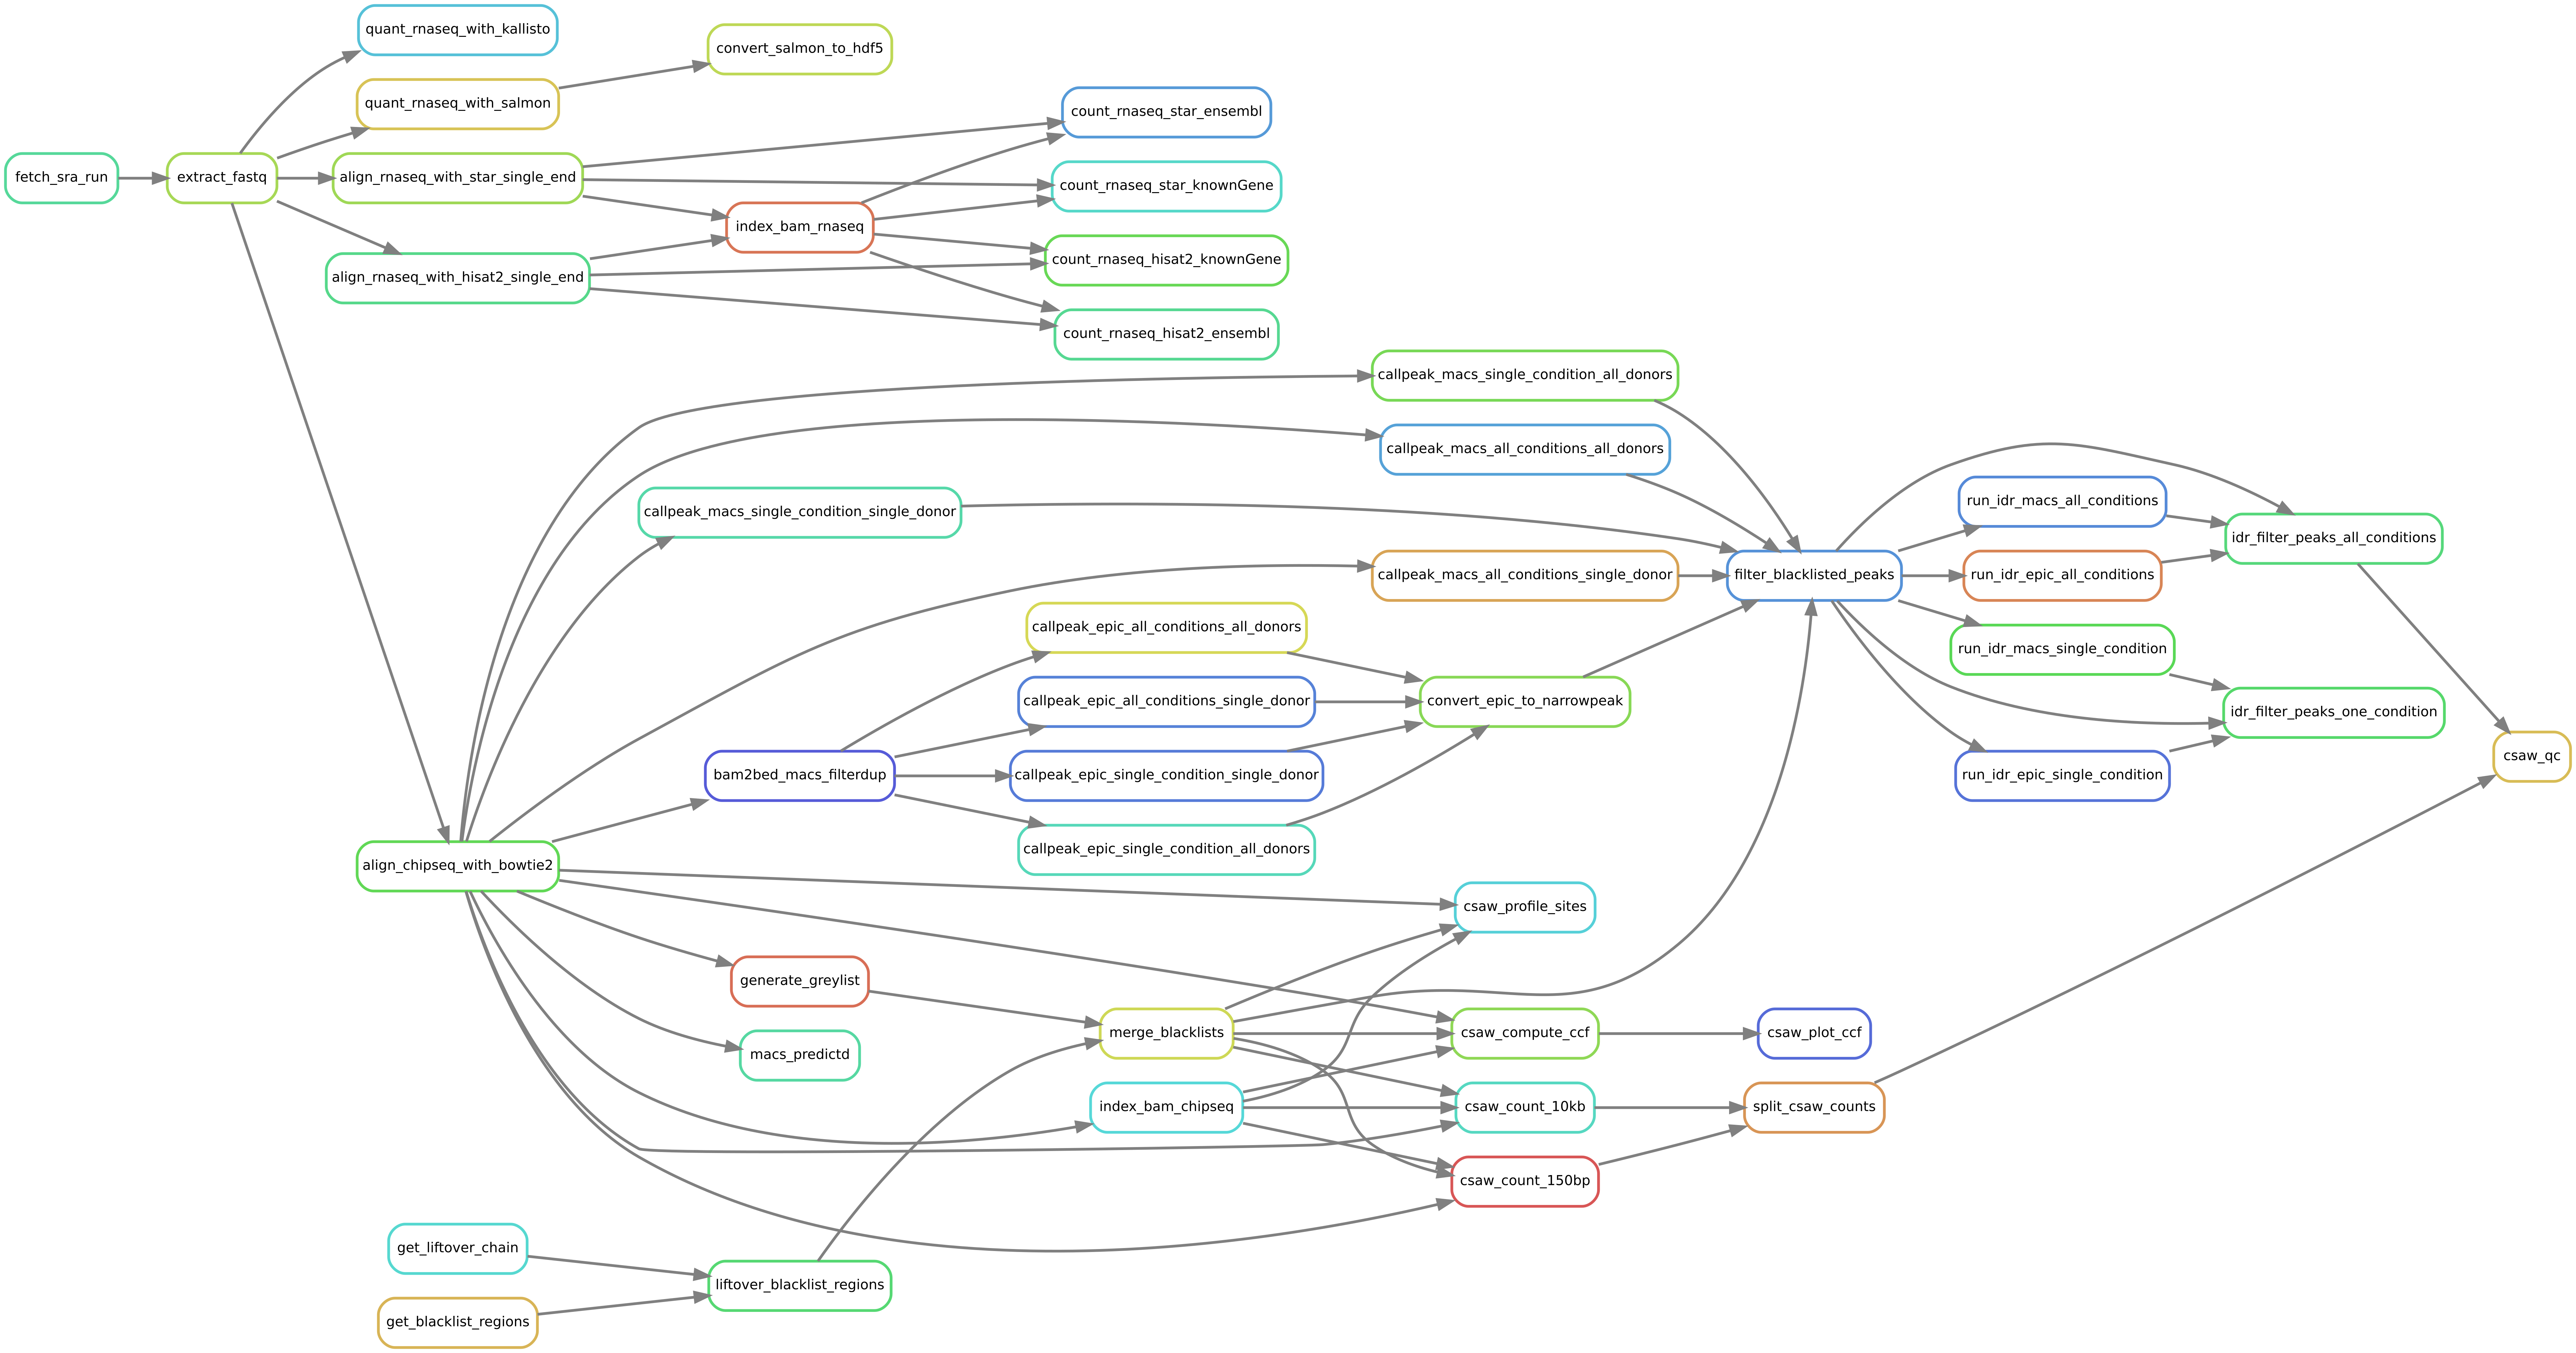 quant_rnaseq_with_kallisto
convert_salmon_to_hdf5
quant_rnaseq_with_salmon
count_rnaseq_star_ensembl
fetch_sra_run
extract_fastq
align_rnaseq_with_star_single_end
count_rnaseq_star_knownGene
index_bam_rnaseq
count_rnaseq_hisat2_knownGene
align_rnaseq_with_hisat2_single_end
count_rnaseq_hisat2_ensembl
callpeak_macs_single_condition_all_donors
callpeak_macs_all_conditions_all_donors
run_idr_macs_all_conditions
callpeak_macs_single_condition_single_donor
idr_filter_peaks_all_conditions
callpeak_macs_all_conditions_single_donor
filter_blacklisted_peaks
run_idr_epic_all_conditions
callpeak_epic_all_conditions_all_donors
run_idr_macs_single_condition
callpeak_epic_all_conditions_single_donor
convert_epic_to_narrowpeak
idr_filter_peaks_one_condition
csaw_qc
bam2bed_macs_filterdup
callpeak_epic_single_condition_single_donor
run_idr_epic_single_condition
callpeak_epic_single_condition_all_donors
align_chipseq_with_bowtie2
csaw_profile_sites
generate_greylist
merge_blacklists
csaw_compute_ccf
csaw_plot_ccf
macs_predictd
index_bam_chipseq
csaw_count_10kb
split_csaw_counts
csaw_count_150bp
get_liftover_chain
liftover_blacklist_regions
get_blacklist_regions